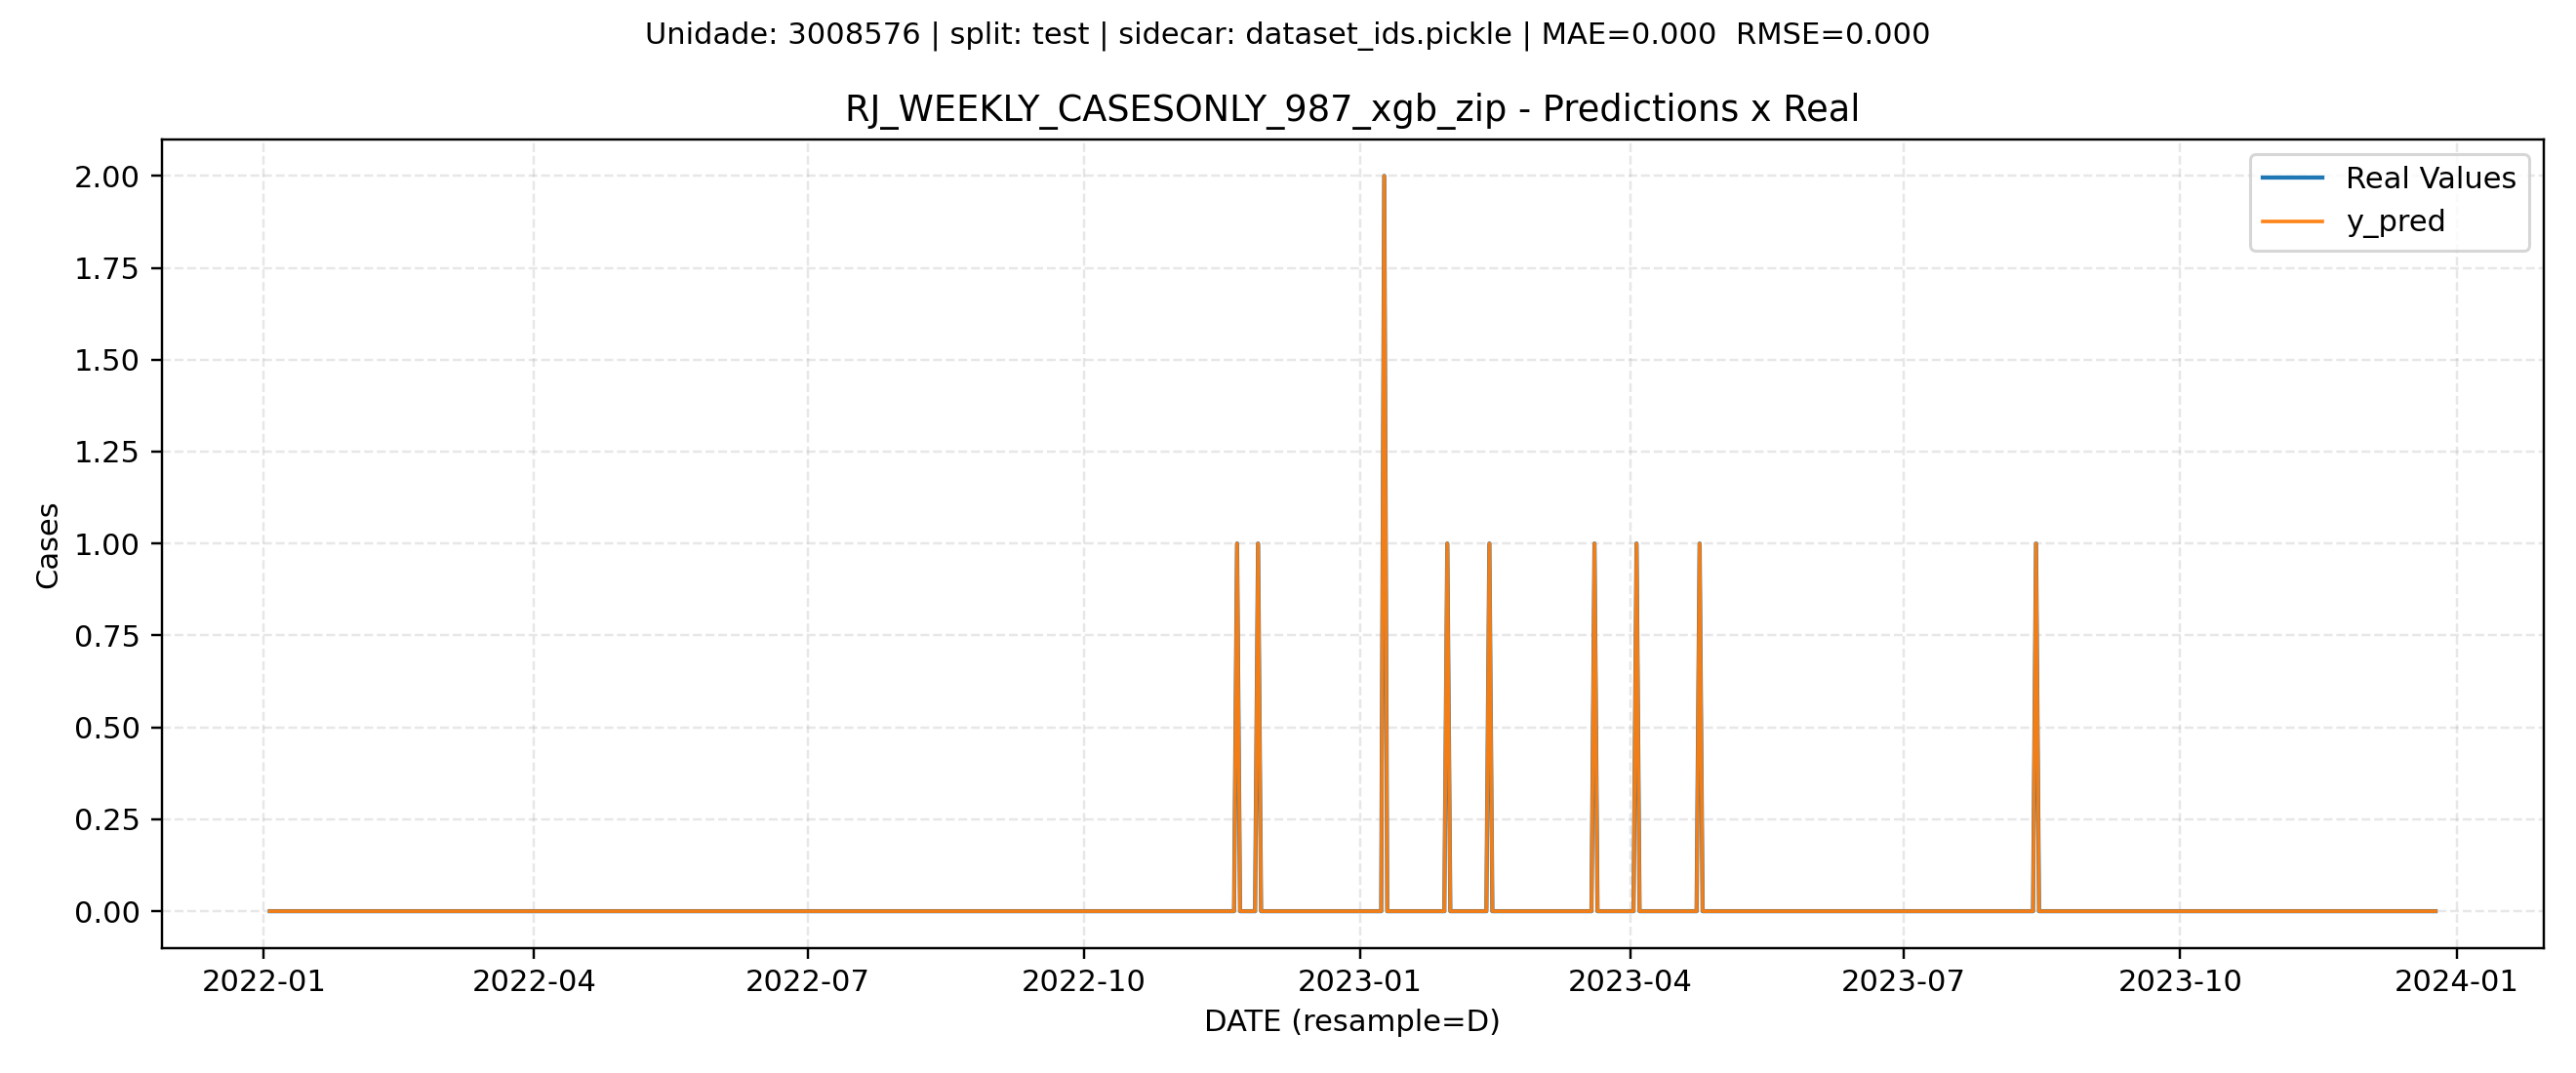 Unidade: 3008576 | split: test | sidecar: dataset_ids.pickle | MAE=0.000  RMSE=0.000
RJ_WEEKLY_CASESONLY_987_xgb_zip - Predictions x Real
Real Values
y_pred
Cases
2.00
1.75
1.50
1.25
1.00
0.75
0.50
0.25
0.00
2022-01 2022-04 2022-07 2022-10 2023-01 2023-04 2023-07 2023-10 2024-01
DATE (resample=D)